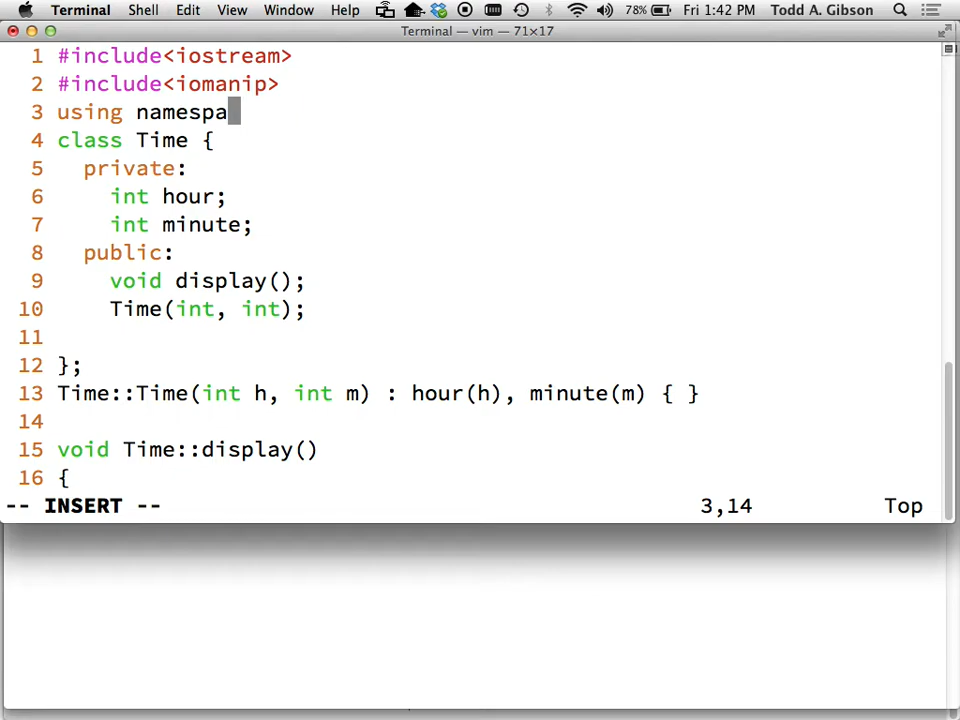 Terminal Shell Edit View Window Help 78% Fri 1:42 PM Todd A. Gibson
Terminal — vim — 71×17
1 #include<iostream>
2 #include<iomanip>
3 using namespa
4 class Time {
5 private:
6 int hour;
7 int minute;
8 public:
9 void display();
10 Time(int, int);
11
12 };
13 Time::Time(int h, int m) : hour(h), minute(m) { }
14
15 void Time::display()
16 {
-- INSERT -- 3,14 Top